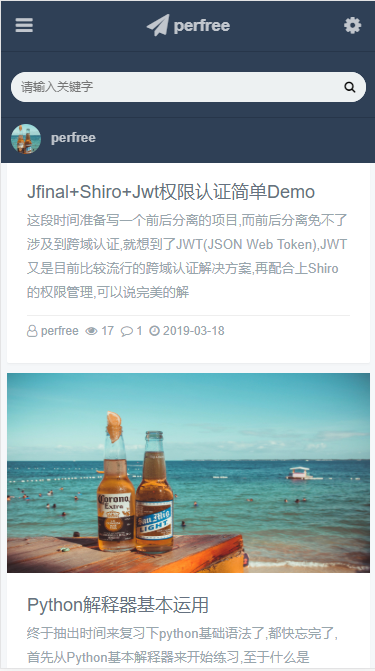 perfree
请输入关键字
perfree
Jfinal+Shiro+Jwt权限认证简单Demo
这段时间准备写一个前后分离的项目,而前后分离免不了
涉及到跨域认证,就想到了JWT(JSON Web Token),JWT
又是目前比较流行的跨域认证解决方案,再配合上Shiro
的权限管理,可以说完美的解
perfree 17 1 2019-03-18
Corona
Extra
San Mig
LIGHT
Python解释器基本运用
终于抽出时间来复习下python基础语法了,都快忘完了,
首先从Python基本解释器来开始练习,至于什么是